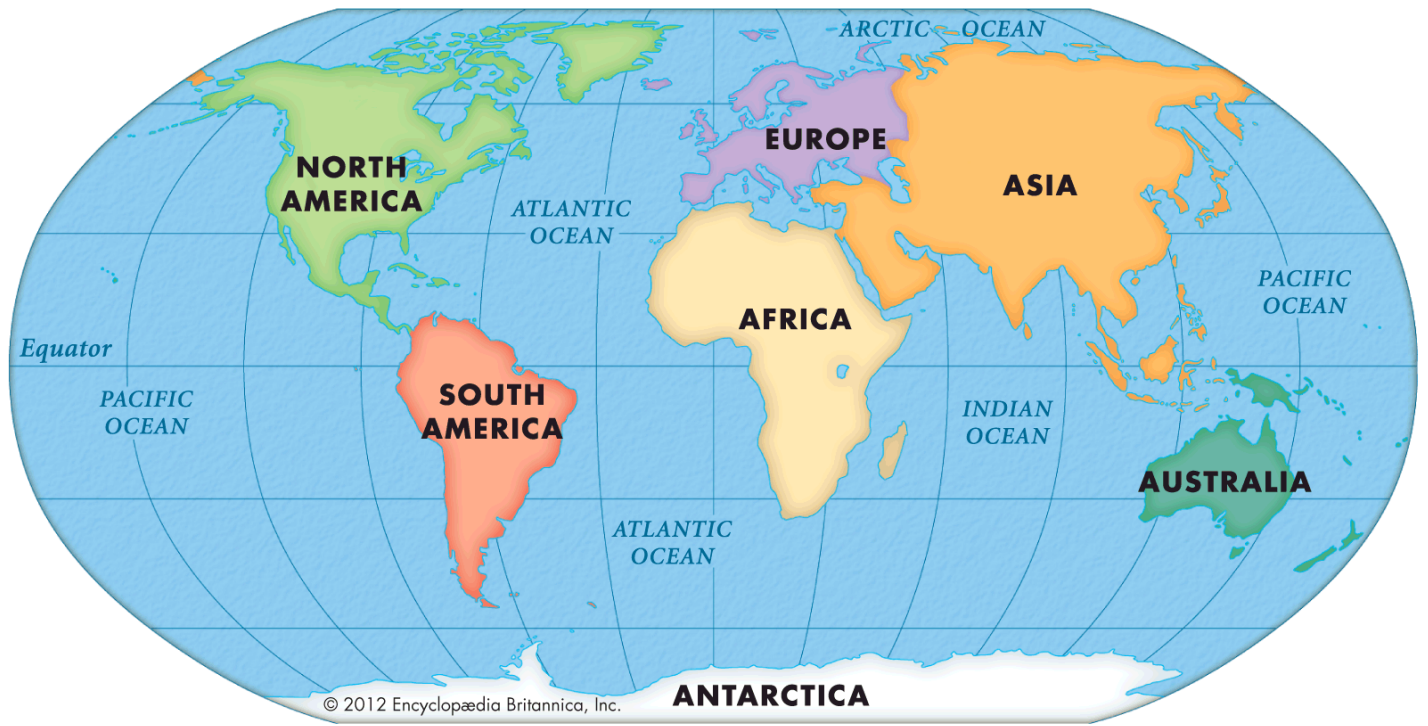 ARCTIC OCEAN
EUROPE
NORTH
AMERICA
ASIA
ATLANTIC
OCEAN
PACIFIC
OCEAN
AFRICA
Equator
SOUTH
AMERICA
PACIFIC
OCEAN
INDIAN
OCEAN
AUSTRALIA
ATLANTIC
OCEAN
ANTARCTICA
© 2012 Encyclopædia Britannica, Inc.